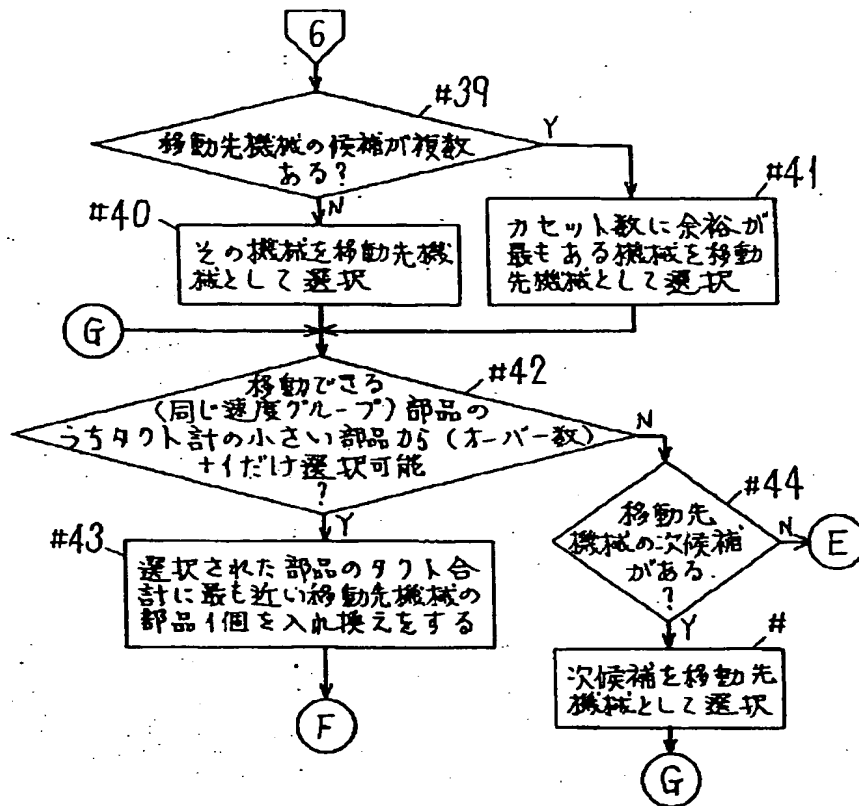 6
#39
移動先機械の候補が複数
ある?
Y
N
#40
その機械を移動先機
械として選択
#41
カセット数に余裕が
最もある機械を移動
先機械として選択
G
#42
移動できる
(同じ速度グループ)部品の
うちタクト計の小さい部品から(オーバー数)
+1だけ選択可能
?
N
Y
#43
選択された部品のタクト合
計に最も近い移動先機械の
部品1個を入れ換えをする
F
#44
移動先
機械の次候補
がある
?
N
E
Y
#
次候補を移動先
機械として選択
G